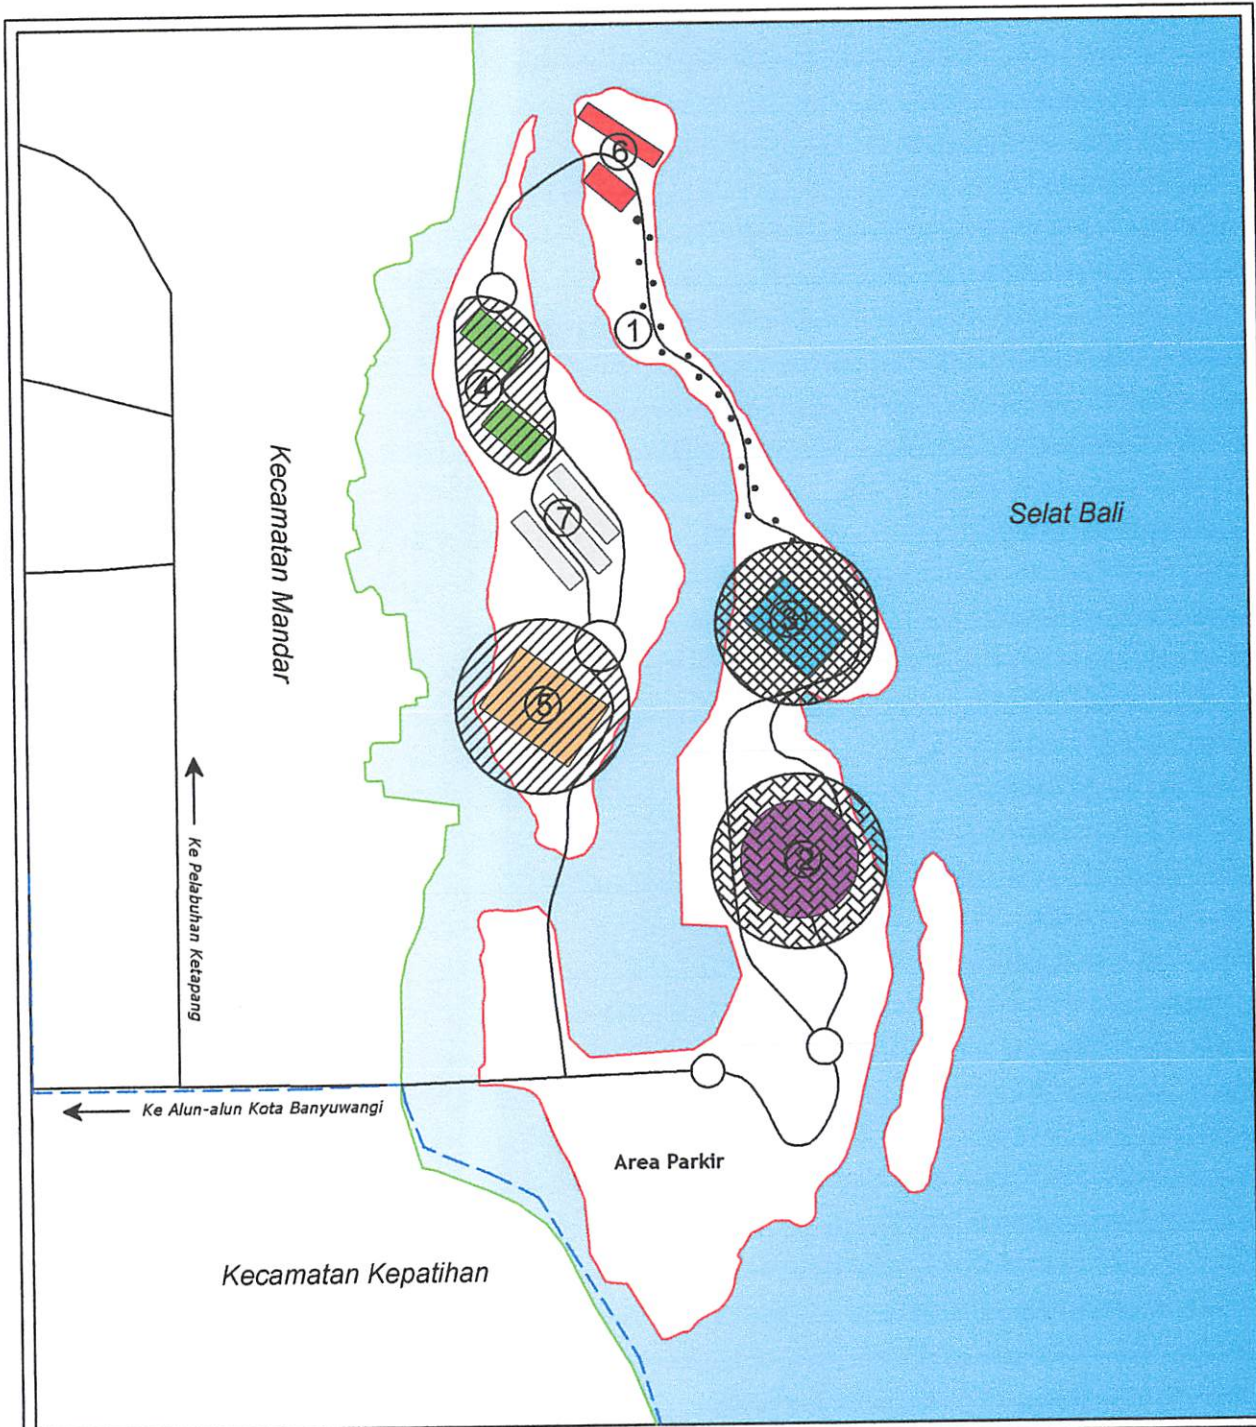 6
1
4
Kecamatan Mandar
7
Selat Bali
3
5
Ke Pelabuhan Ketapang
2
Ke Alun-alun Kota Banyuwangi
Area Parkir
Kecamatan Kepatihan